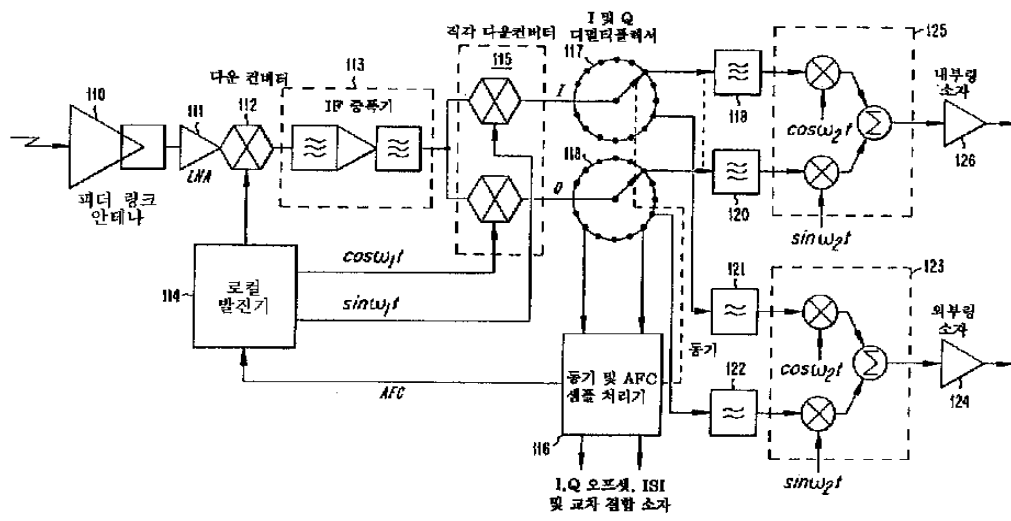 I 및 Q
디멀티플렉서
직각 다운컨버터
117
125
다운 컨버터
113
115
내부링
소자
110
111
112
IF 증폭기
I
119
cosω₂t
126
LNA
118
피더 링크
안테나
Q
120
sinω₂t
cosω₁t
121
123
114
로컬
발진기
sinω₁t
외부링
소자
동기
cosω₂t
AFC
동기 및 AFC
샘플 처리기
122
124
116
sinω₂t
I,Q 오프셋, ISI
및 교차 결합 소자